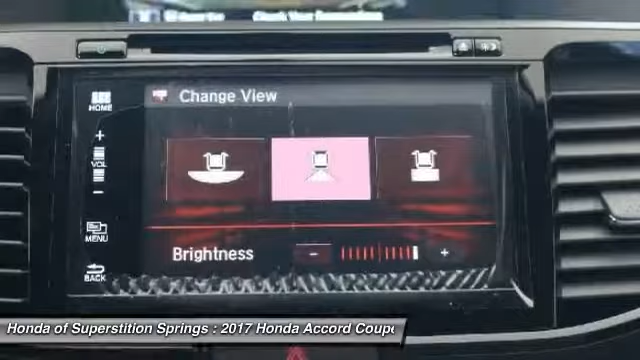 Change View
HOME
+
VOL
−
MENU
BACK
Brightness
− +
Honda of Superstition Springs : 2017 Honda Accord Coupe